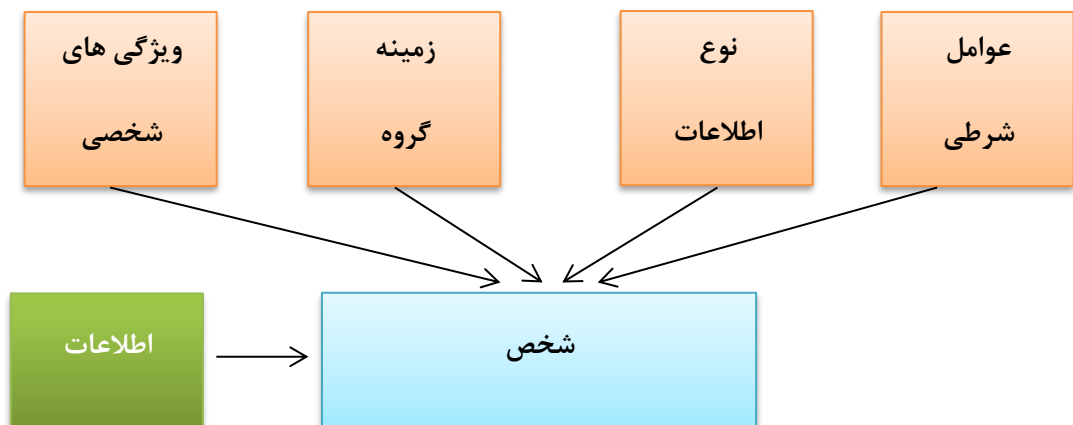 عوامل
شرطی
نوع
اطلاعات
زمینه
گروه
ویژگی های
شخصی
شخص
اطلاعات